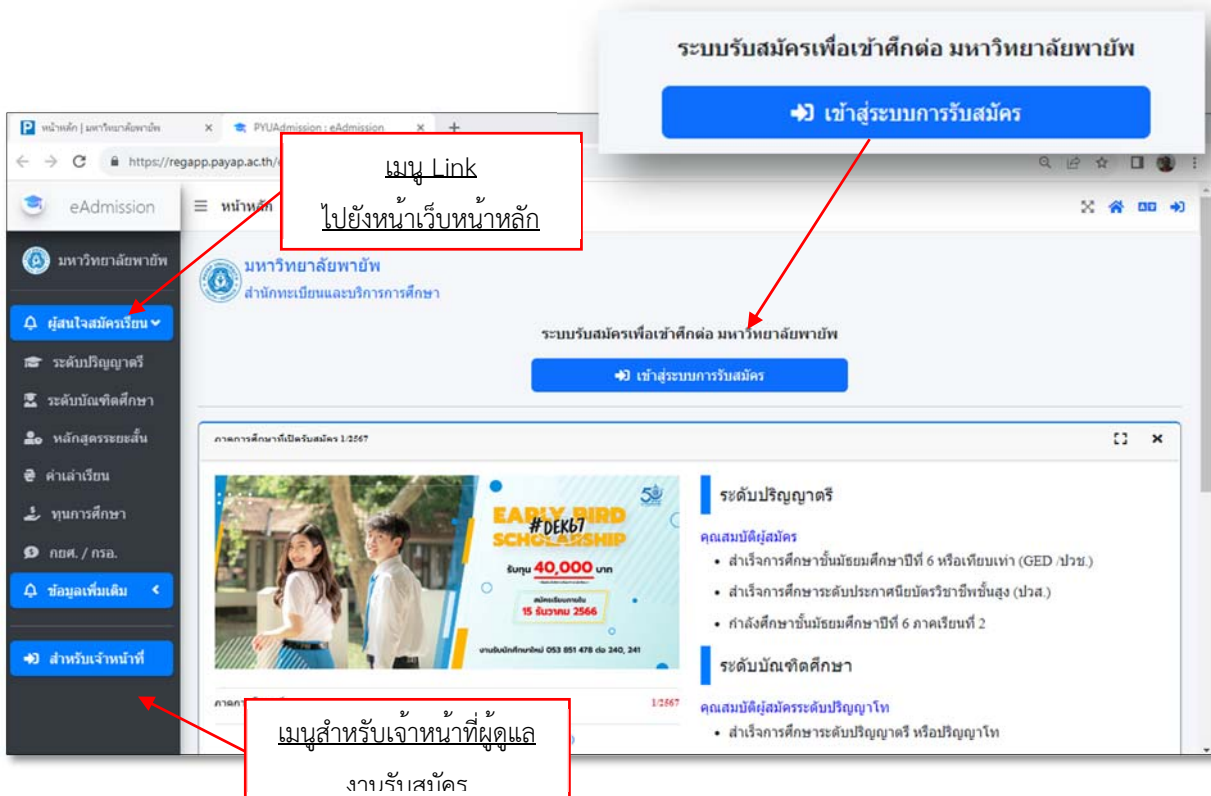 ระบบรับสมัครเพื่อเข้าศึกต่อ มหาวิทยาลัยพายัพ
เข้าสู่ระบบการรับสมัคร
หน้าหลัก | มหาวิทยาลัยพายัพ
PYUAdmission : eAdmission
https://regapp.payap.ac.th/
เมนู Link
ไปยังหน้าเว็บหน้าหลัก
eAdmission
หน้าหลัก
มหาวิทยาลัยพายัพ
มหาวิทยาลัยพายัพ
สำนักทะเบียนและบริการการศึกษา
ผู้สนใจสมัครเรียน
ระดับปริญญาตรี
ระดับบัณฑิตศึกษา
หลักสูตรระยะสั้น
ค่าเล่าเรียน
ทุนการศึกษา
กยศ. / กรอ.
ข้อมูลเพิ่มเติม
สำหรับเจ้าหน้าที่
ระบบรับสมัครเพื่อเข้าศึกต่อ มหาวิทยาลัยพายัพ
เข้าสู่ระบบการรับสมัคร
ภาคการศึกษาที่เปิดรับสมัคร 1/2567
EARLY BIRD
#DEK67
SCHOLARSHIP
รับทุน 40,000 บาท
สมัครเรียนภายใน
15 ธันวาคม 2566
งานรับนักศึกษาใหม่ 053 851 478 ต่อ 240, 241
1/2567
ระดับปริญญาตรี
คุณสมบัติผู้สมัคร
• สำเร็จการศึกษาชั้นมัธยมศึกษาปีที่ 6 หรือเทียบเท่า (GED /ปวช.)
• สำเร็จการศึกษาระดับประกาศนียบัตรวิชาชีพชั้นสูง (ปวส.)
• กำลังศึกษาชั้นมัธยมศึกษาปีที่ 6 ภาคเรียนที่ 2
ระดับบัณฑิตศึกษา
คุณสมบัติผู้สมัครระดับปริญญาโท
• สำเร็จการศึกษาระดับปริญญาตรี หรือปริญญาโท
เมนูสำหรับเจ้าหน้าที่ผู้ดูแล
งานรับสมัคร